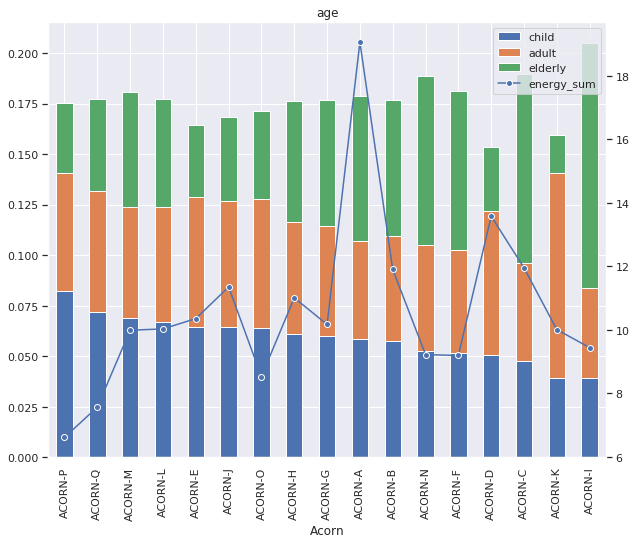 age
child
adult
elderly
energy_sum
0.200
0.175
0.150
0.125
0.100
0.075
0.050
0.025
0.000
18
16
14
12
10
8
6
ACORN-P
ACORN-Q
ACORN-M
ACORN-L
ACORN-E
ACORN-J
ACORN-O
ACORN-H
ACORN-G
ACORN-A
ACORN-B
ACORN-N
ACORN-F
ACORN-D
ACORN-C
ACORN-K
ACORN-I
Acorn